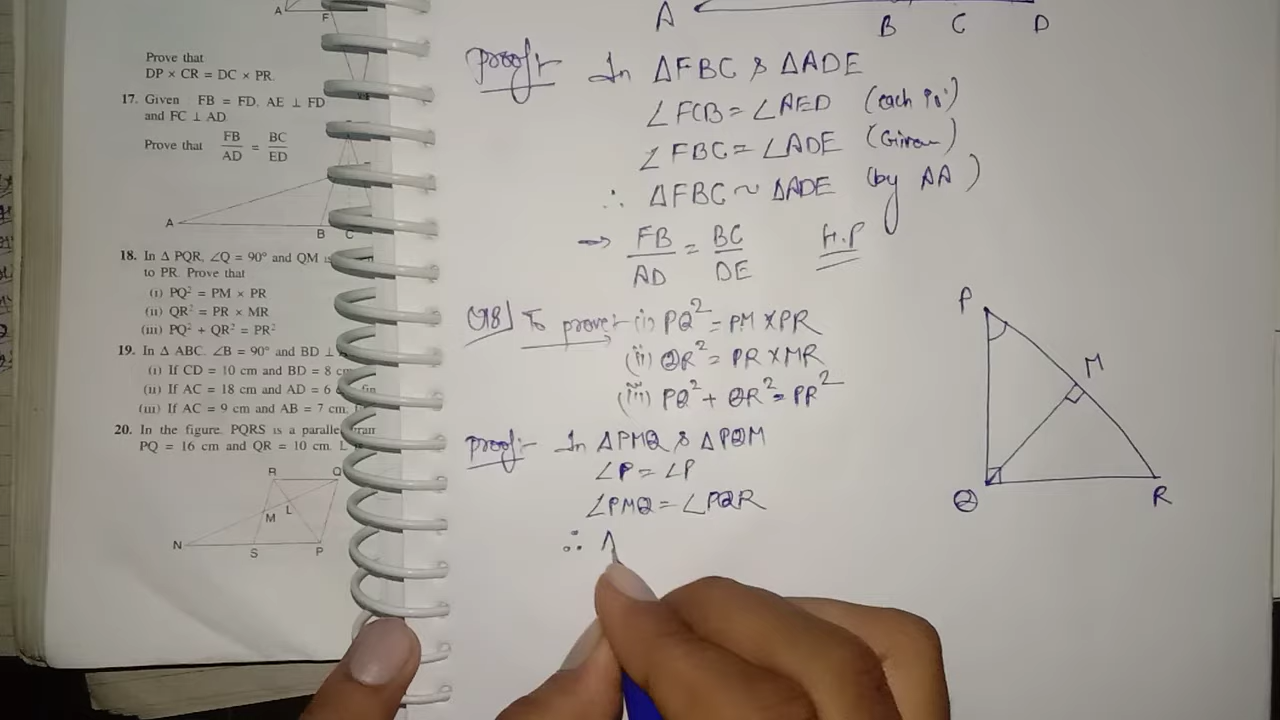 A F
Prove that
DP × CR = DC × PR.
17. Given FB = FD, AE ⊥ FD
and FC ⊥ AD.
Prove that FB/AD = BC/ED
A B C
18. In Δ PQR, ∠Q = 90° and QM
to PR. Prove that
(i) PQ² = PM × PR
(ii) QR² = PR × MR
(iii) PQ² + QR² = PR²
19. In Δ ABC, ∠B = 90° and BD ⊥
(i) If CD = 10 cm and BD = 8 cm
(ii) If AC = 18 cm and AD = 6
(iii) If AC = 9 cm and AB = 7 cm.
20. In the figure, PQRS is a
PQ = 16 cm and QR = 10 cm. L
R Q
M L
N S P
A B C D
Proof:- In ΔFBC & ΔADE
∠FCB = ∠AED (each 90°)
∠FBC = ∠ADE (Given)
∴ ΔFBC ~ ΔADE (by AA)
→ FB/AD = BC/DE H.P
Q18) To prove:- (i) PQ² = PM × PR
(ii) QR² = PR × MR
(iii) PQ² + QR² = PR²
Proof:- In ΔPMQ & ΔPQM
∠P = ∠P
∠PMQ = ∠PQR
∴ Δ
P
M
Q R